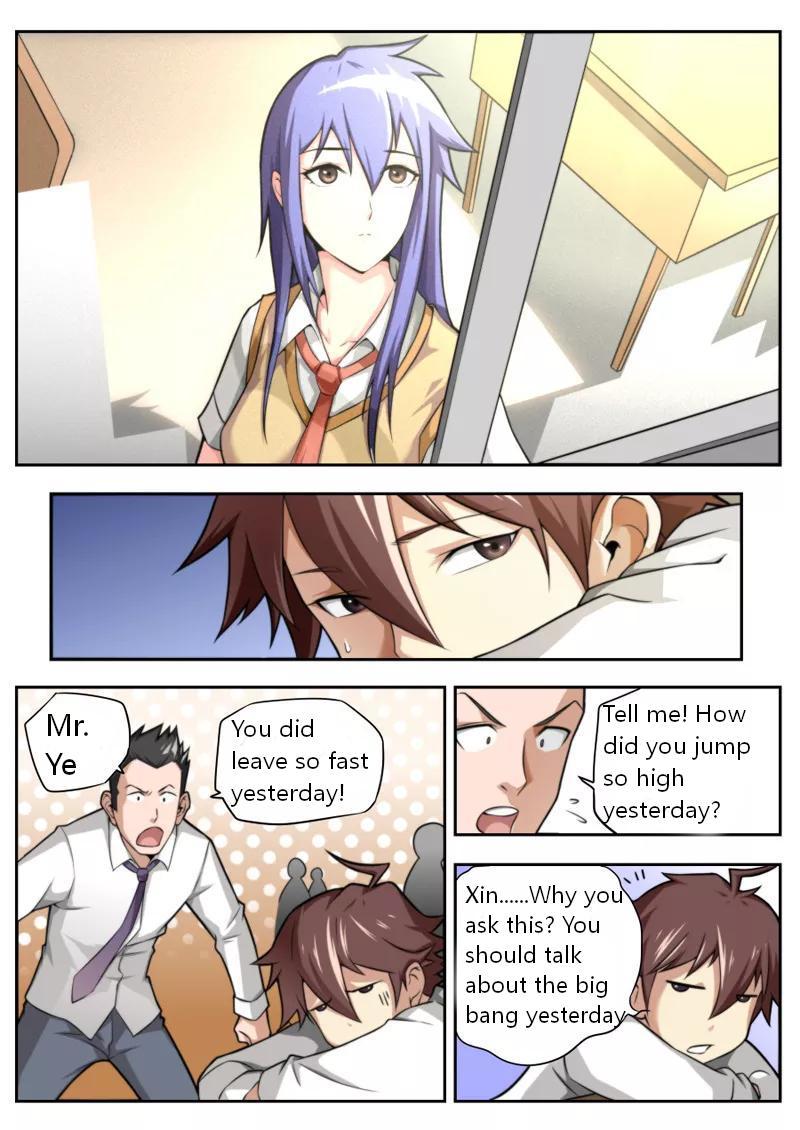 Mr.
Ye
You did
leave so fast
yesterday!
Tell me! How
did you jump
so high
yesterday?
Xin......Why you
ask this? You
should talk
about the big
bang yesterday